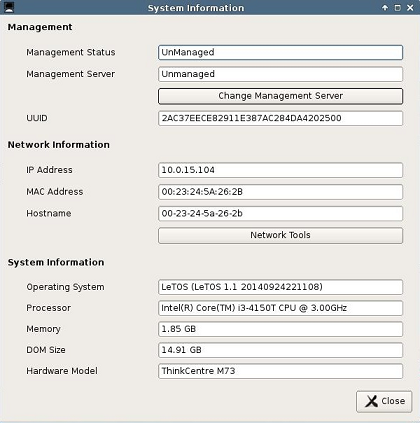 System Information
Management
Management Status UnManaged
Management Server Unmanaged
Change Management Server
UUID 2AC37EECE82911E387AC284DA4202500
Network Information
IP Address 10.0.15.104
MAC Address 00:23:24:5A:26:2B
Hostname 00-23-24-5a-26-2b
Network Tools
System Information
Operating System LeTOS (LeTOS 1.1 20140924221108)
Processor Intel(R) Core(TM) i3-4150T CPU @ 3.00GHz
Memory 1.85 GB
DOM Size 14.91 GB
Hardware Model ThinkCentre M73
Close